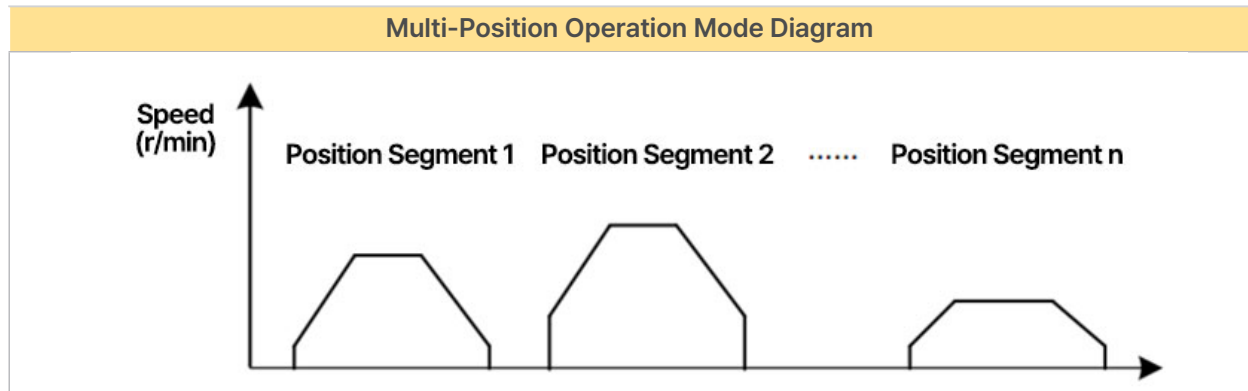 Multi-Position Operation Mode Diagram
Speed
(r/min)
Position Segment 1 Position Segment 2 ...... Position Segment n